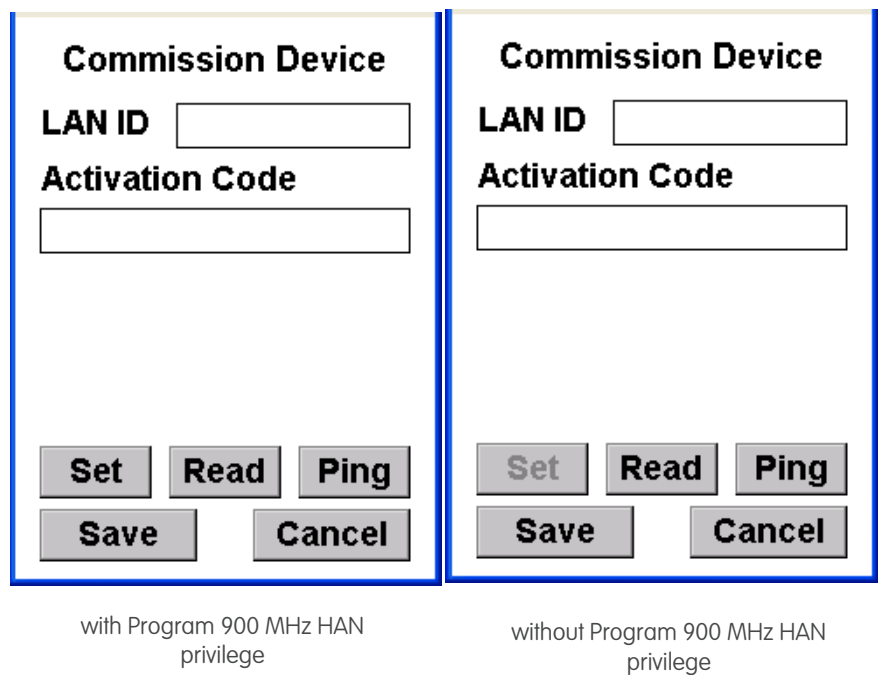 Commission Device
LAN ID
Activation Code
Set Read Ping
Save Cancel
with Program 900 MHz HAN
privilege
Commission Device
LAN ID
Activation Code
Set Read Ping
Save Cancel
without Program 900 MHz HAN
privilege